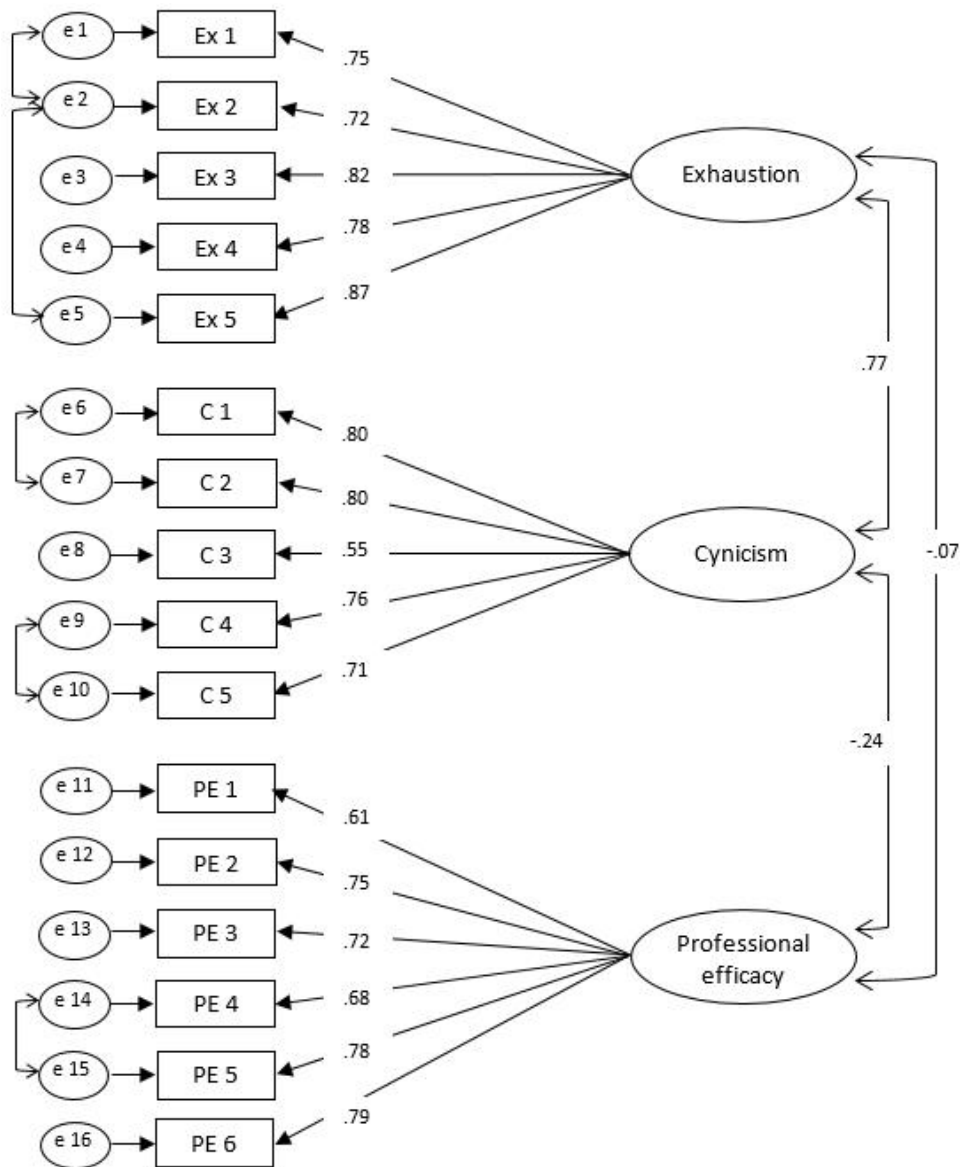 e 1
Ex 1
.75
e 2
Ex 2
.72
e 3
Ex 3
.82
Exhaustion
e 4
Ex 4
.78
e 5
Ex 5
.87
.77
e 6
C 1
.80
e 7
C 2
.80
e 8
C 3
.55
Cynicism
-.07
e 9
C 4
.76
e 10
C 5
.71
-.24
e 11
PE 1
.61
e 12
PE 2
.75
e 13
PE 3
.72
Professional
efficacy
e 14
PE 4
.68
e 15
PE 5
.78
e 16
PE 6
.79